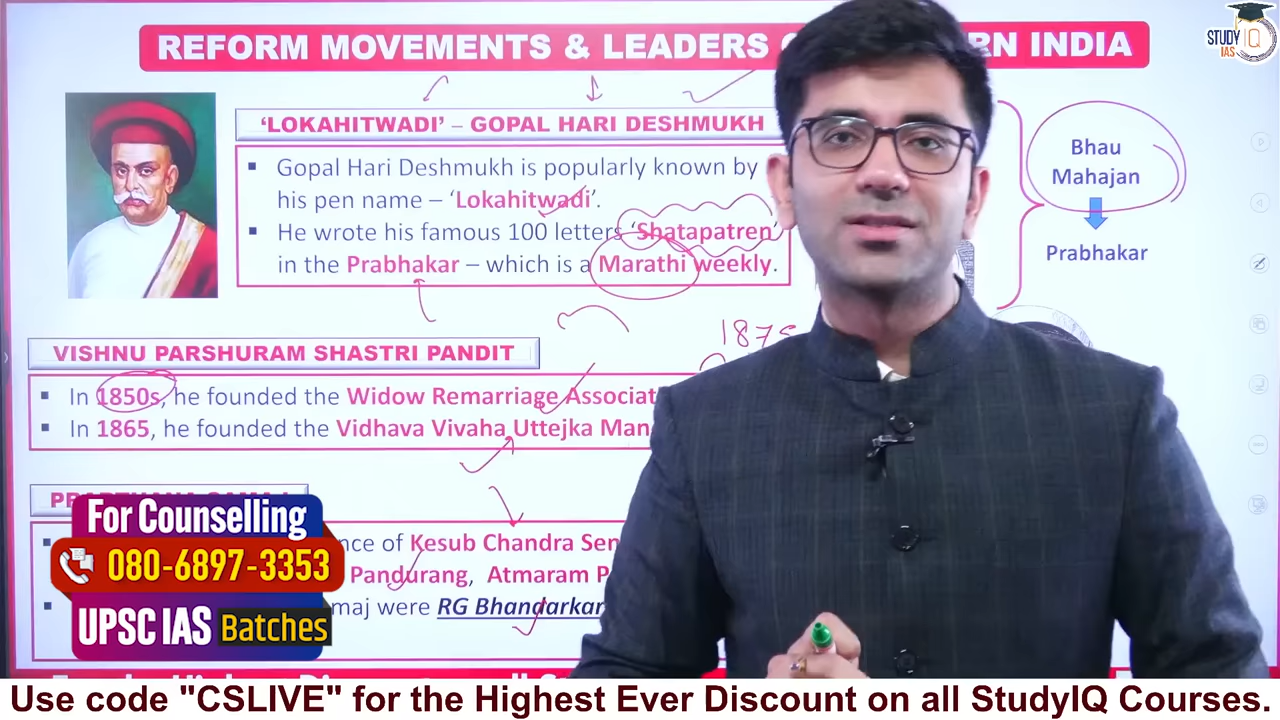 REFORM MOVEMENTS & LEADERS
RN INDIA
STUDY IQ
IAS
‘LOKAHITWADI’ – GOPAL HARI DESHMUKH
▪ Gopal Hari Deshmukh is popularly known by
his pen name – ‘Lokahitwadi’.
▪ He wrote his famous 100 letters ‘Shatapatren’
in the Prabhakar – which is a Marathi weekly.
Bhau
Mahajan
Prabhakar
187
VISHNU PARSHURAM SHASTRI PANDIT
▪ In 1850s, he founded the Widow Remarriage Associat
▪ In 1865, he founded the Vidhava Vivaha Uttejka Man
nce of Kesub Chandra Sen
Pandurang, Atmaram P
maj were RG Bhandarkar
For Counselling
080-6897-3353
UPSC IAS Batches
Use code "CSLIVE" for the Highest Ever Discount on all StudyIQ Courses.